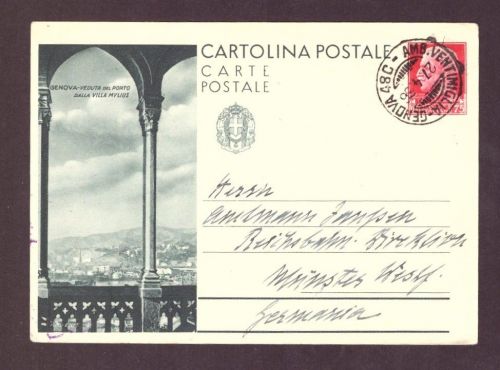 CARTOLINA POSTALE
CARTE
POSTALE
GENOVA-VEDUTA DEL PORTO
DALLA VILLA MYLIUS
AMB. VENTIMIGLIA-GENOVA 48C
Herrn
Amtmann Janssen
Reichsbahn-Direktion
Münster Westf.
Germania